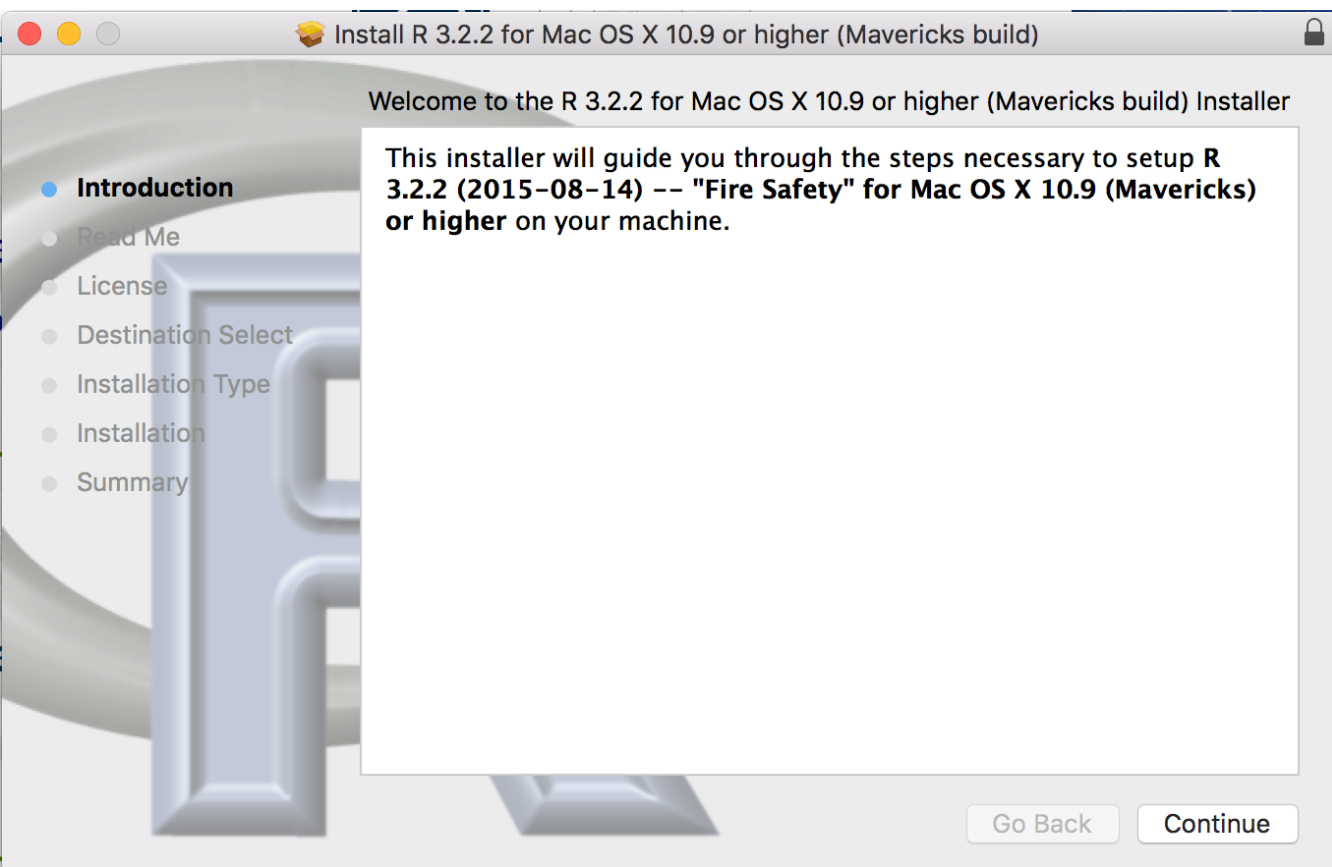 Install R 3.2.2 for Mac OS X 10.9 or higher (Mavericks build)
Welcome to the R 3.2.2 for Mac OS X 10.9 or higher (Mavericks build) Installer
Introduction
Read Me
License
Destination Select
Installation Type
Installation
Summary
This installer will guide you through the steps necessary to setup R
3.2.2 (2015-08-14) -- "Fire Safety" for Mac OS X 10.9 (Mavericks)
or higher on your machine.
Go Back
Continue